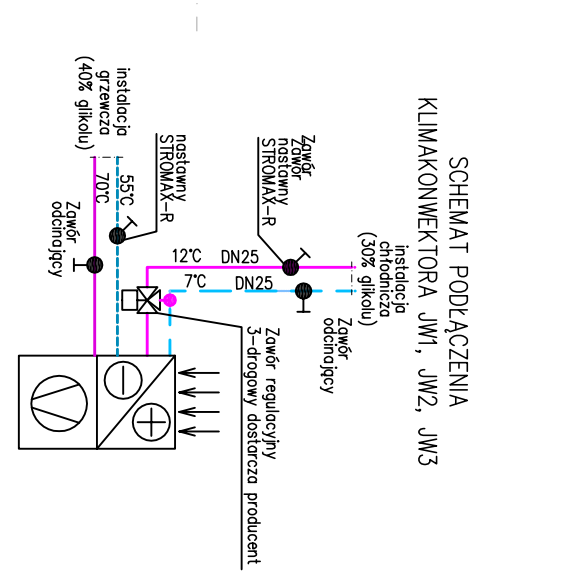 SCHEMAT PODŁĄCZENIA
KLIMAKONWEKTORA JW1, JW2, JW3
instalacja
chłodnicza
(30% glikolu)
Zawór
odcinający
Zawór
Zawór
nastawny
STROMAX-R
12°C DN25
7°C DN25
Zawór regulacyjny
3-drogowy dostarcza producent
nastawny
STROMAX-R
instalacja
grzewcza
(40% glikolu)
55°C
70°C
Zawór
odcinający